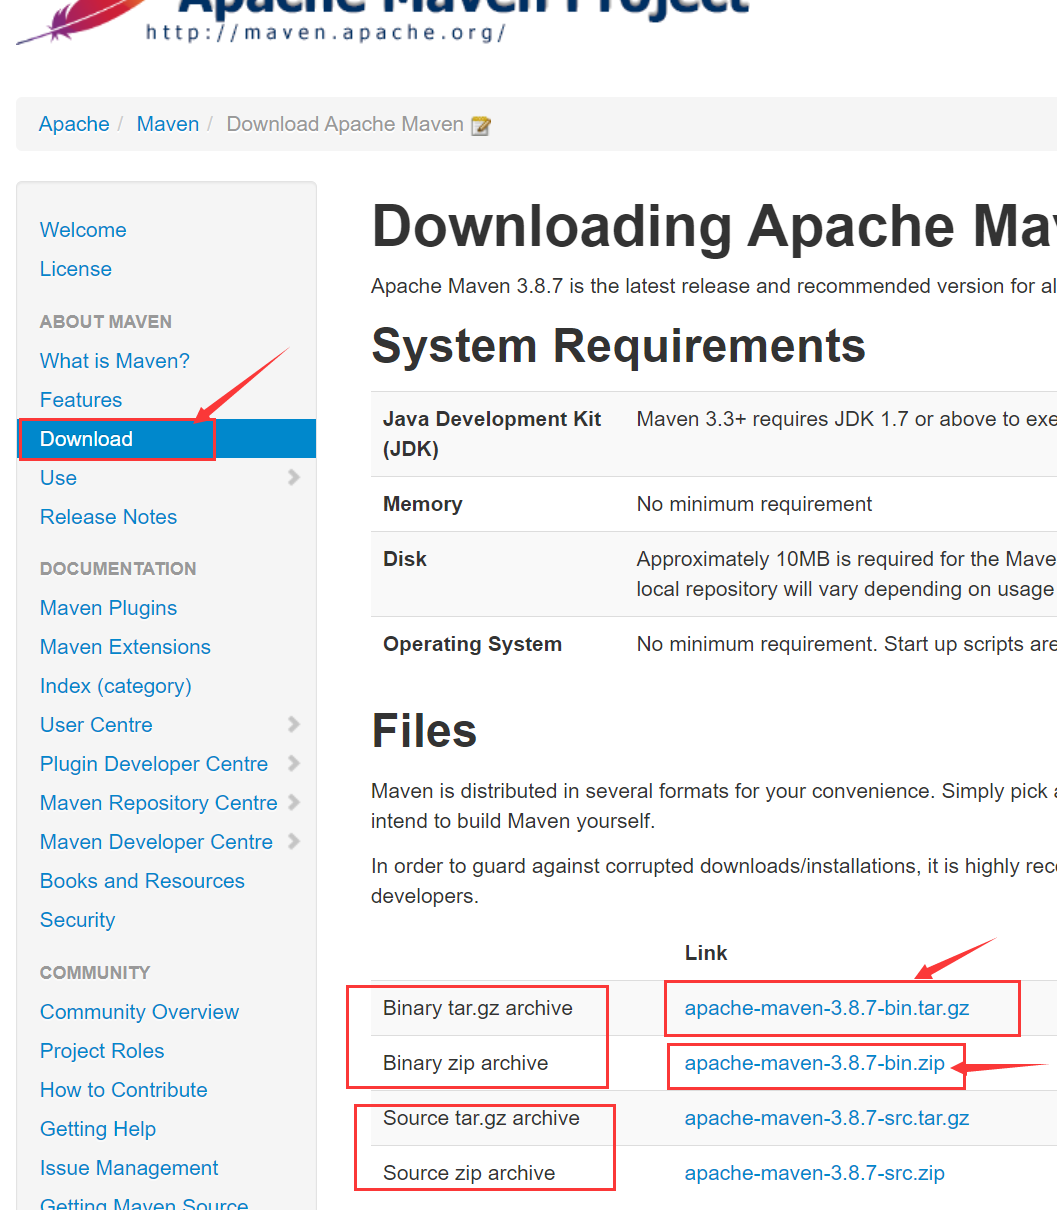 Apache Maven Project
http://maven.apache.org/
Apache / Maven / Download Apache Maven
Welcome
License
ABOUT MAVEN
What is Maven?
Features
Download
Use
Release Notes
DOCUMENTATION
Maven Plugins
Maven Extensions
Index (category)
User Centre
Plugin Developer Centre
Maven Repository Centre
Maven Developer Centre
Books and Resources
Security
COMMUNITY
Community Overview
Project Roles
How to Contribute
Getting Help
Issue Management
Getting Maven Source
Downloading Apache
Apache Maven 3.8.7 is the latest release and recommended version for
System Requirements
Java Development Kit
(JDK)
Maven 3.3+ requires JDK 1.7 or above to
Memory
No minimum requirement
Disk
Approximately 10MB is required for the
local repository will vary depending on usage
Operating System
No minimum requirement. Start up scripts are
Files
Maven is distributed in several formats for your convenience. Simply pick
intend to build Maven yourself.
In order to guard against corrupted downloads/installations, it is highly
developers.
Link
Binary tar.gz archive apache-maven-3.8.7-bin.tar.gz
Binary zip archive apache-maven-3.8.7-bin.zip
Source tar.gz archive apache-maven-3.8.7-src.tar.gz
Source zip archive apache-maven-3.8.7-src.zip